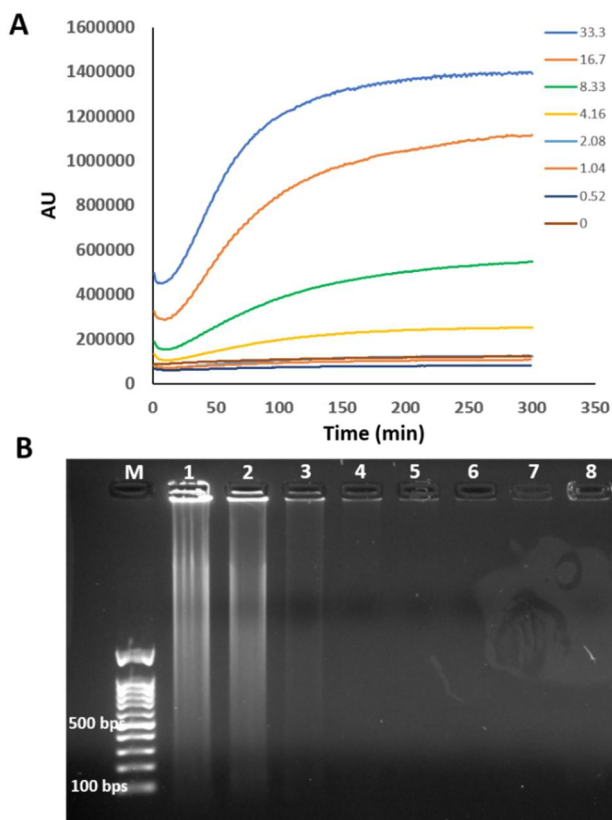 A
1600000
1400000
1200000
1000000
800000
600000
400000
200000
0
AU
0 50 100 150 200 250 300 350
Time (min)
33.3
16.7
8.33
4.16
2.08
1.04
0.52
0
B
M 1 2 3 4 5 6 7 8
500 bps
100 bps